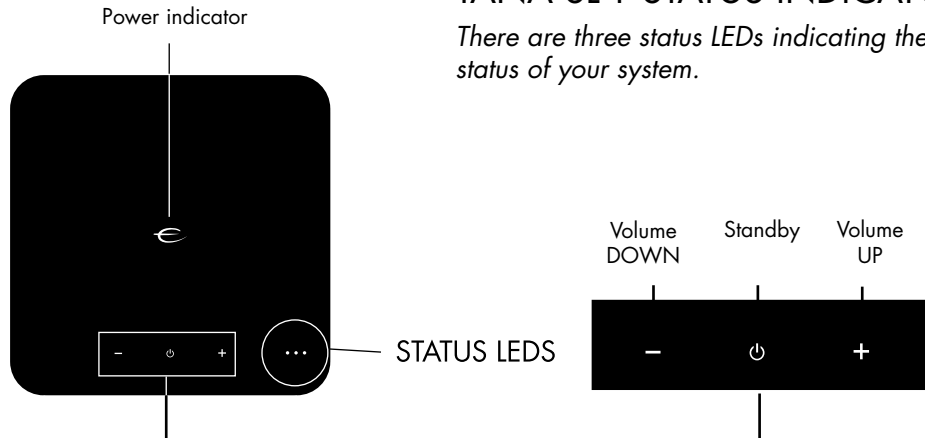 Power indicator
There are three status LEDs indicating the
status of your system.
Volume
DOWN
Standby
Volume
UP
STATUS LEDS